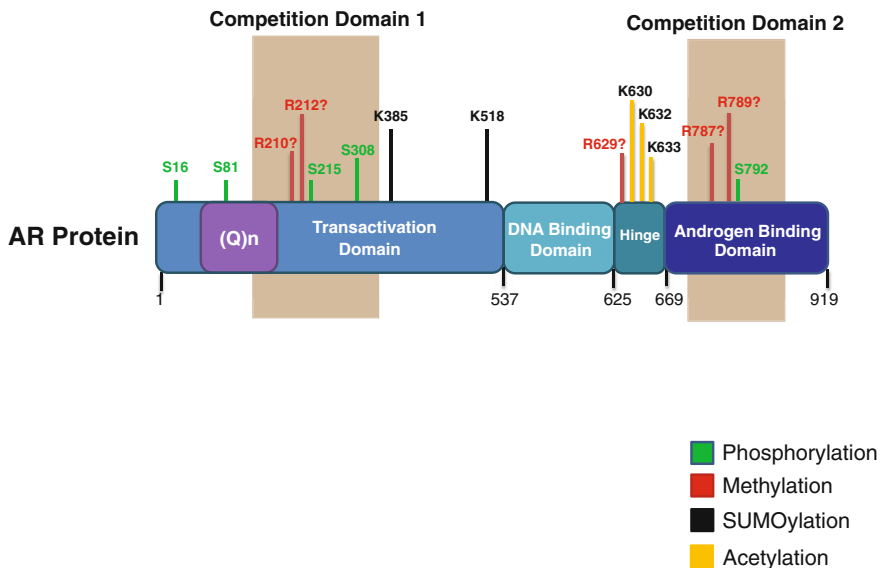 Competition Domain 1
Competition Domain 2
R212?
K385
K518
K630
R789?
K632
R210?
S308
R629?
K633
R787?
S16
S81
S215
S792
AR Protein
(Q)n
Transactivation
Domain
DNA Binding
Domain
Hinge
Androgen Binding
Domain
1
537
625
669
919
Phosphorylation
Methylation
SUMOylation
Acetylation